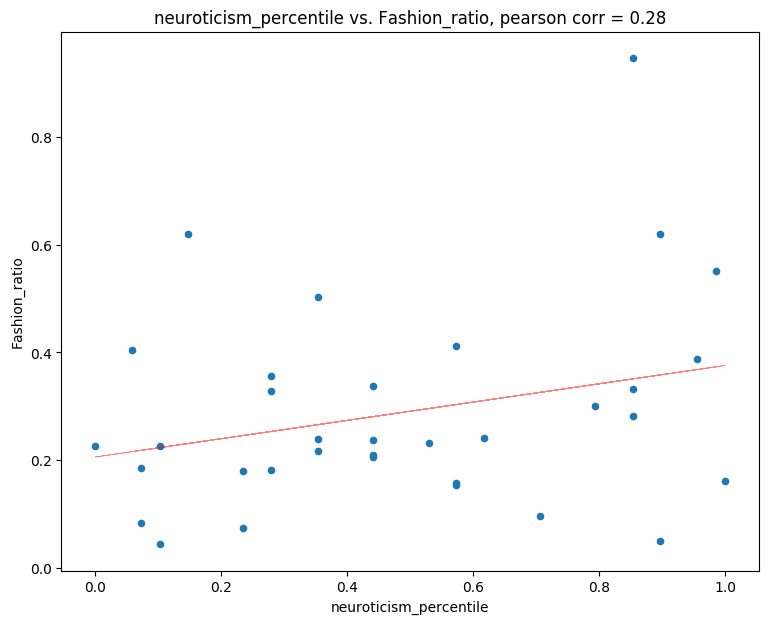 neuroticism_percentile vs. Fashion_ratio, pearson corr = 0.28
Fashion_ratio
0.8
0.6
0.4
0.2
0.0
0.0 0.2 0.4 0.6 0.8 1.0
neuroticism_percentile